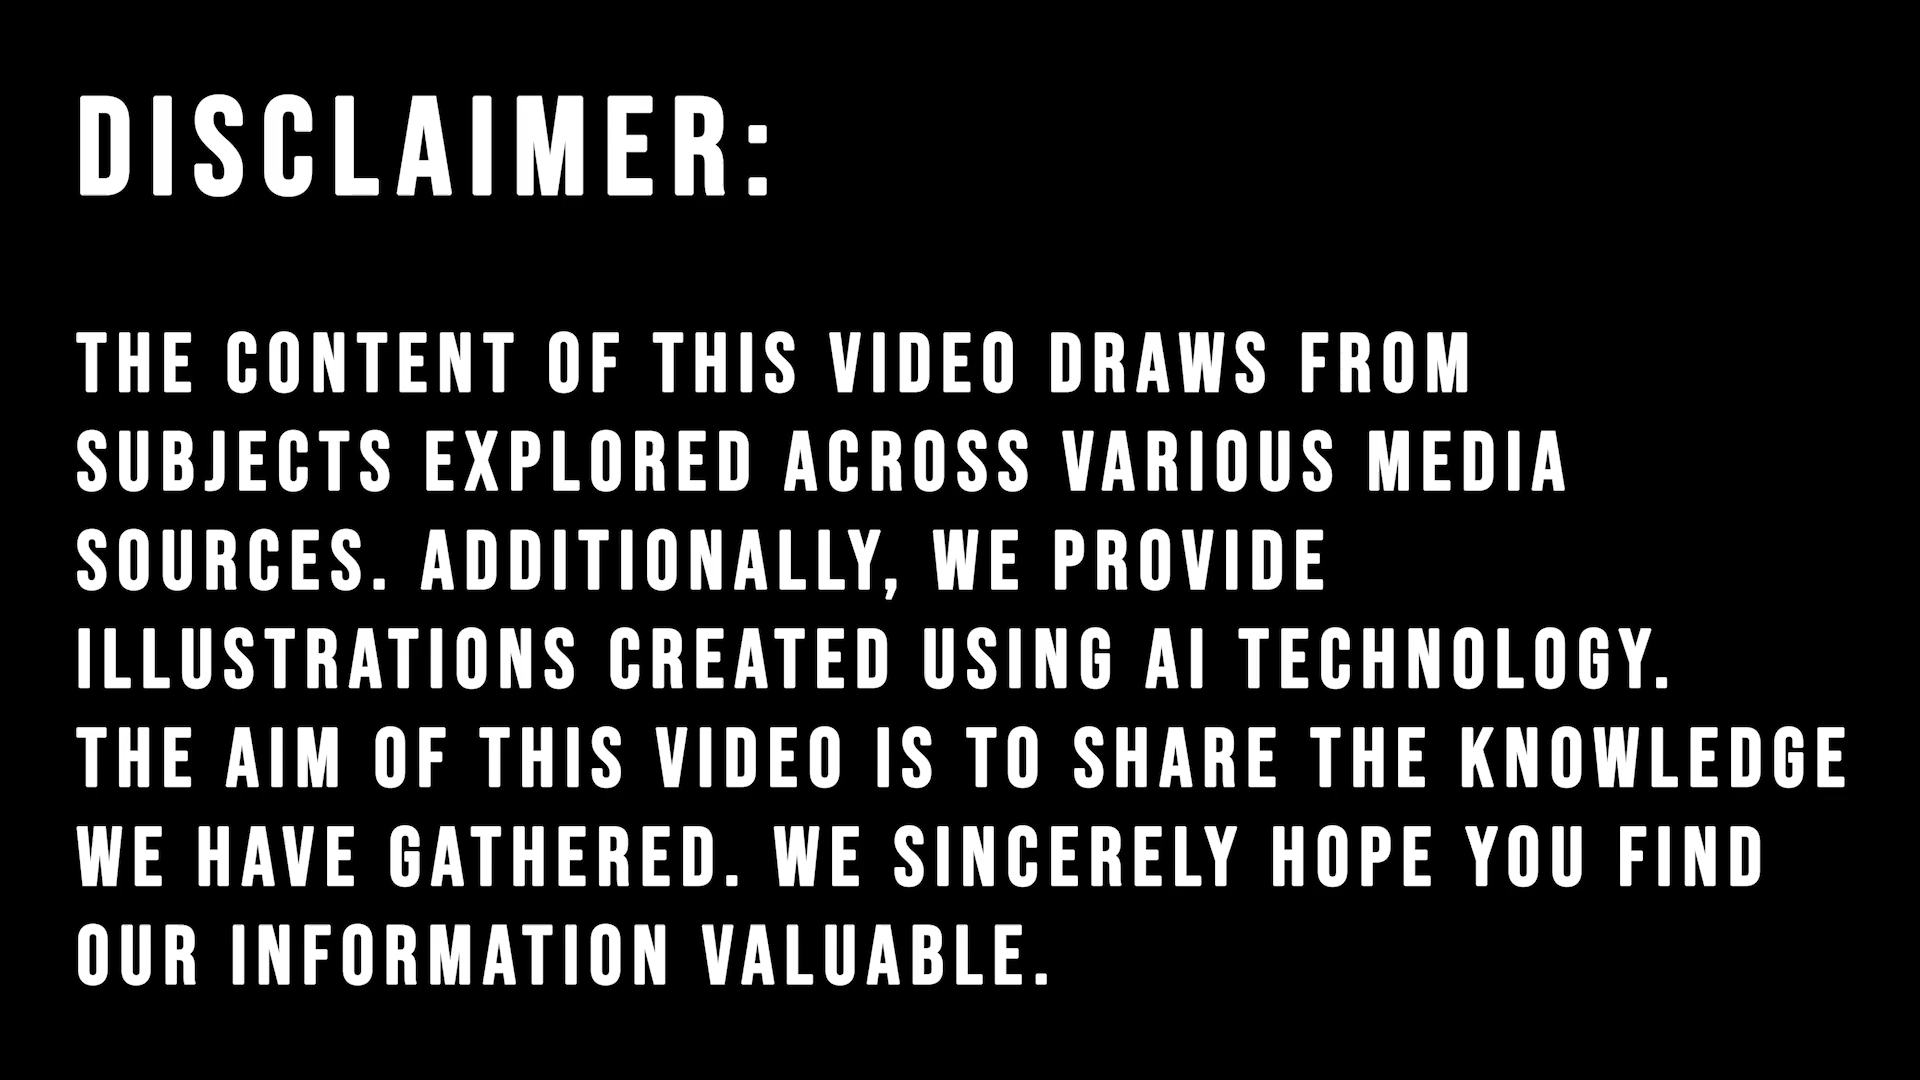 DISCLAIMER:
THE CONTENT OF THIS VIDEO DRAWS FROM
SUBJECTS EXPLORED ACROSS VARIOUS MEDIA
SOURCES. ADDITIONALLY, WE PROVIDE
ILLUSTRATIONS CREATED USING AI TECHNOLOGY.
THE AIM OF THIS VIDEO IS TO SHARE THE KNOWLEDGE
WE HAVE GATHERED. WE SINCERELY HOPE YOU FIND
OUR INFORMATION VALUABLE.